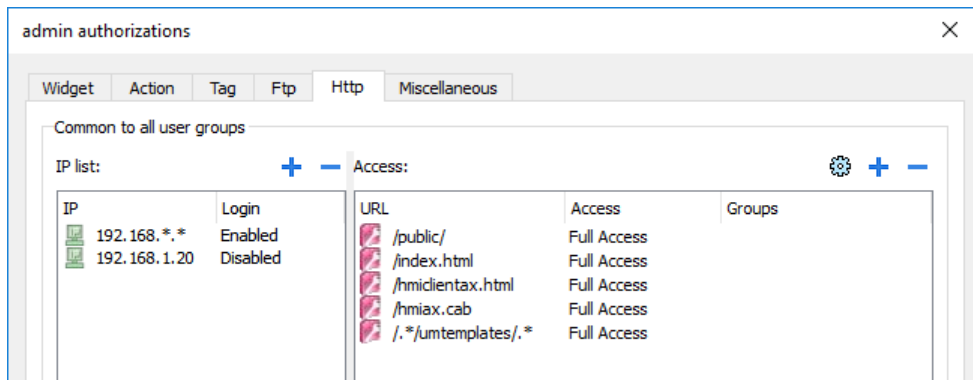 admin authorizations
Widget Action Tag Ftp Http Miscellaneous
Common to all user groups
IP list: Access:
IP Login URL Access Groups
192.168.*.* Enabled /public/ Full Access
192.168.1.20 Disabled /index.html Full Access
/hmiclientax.html Full Access
/hmiax.cab Full Access
/.*/umtemplates/.* Full Access